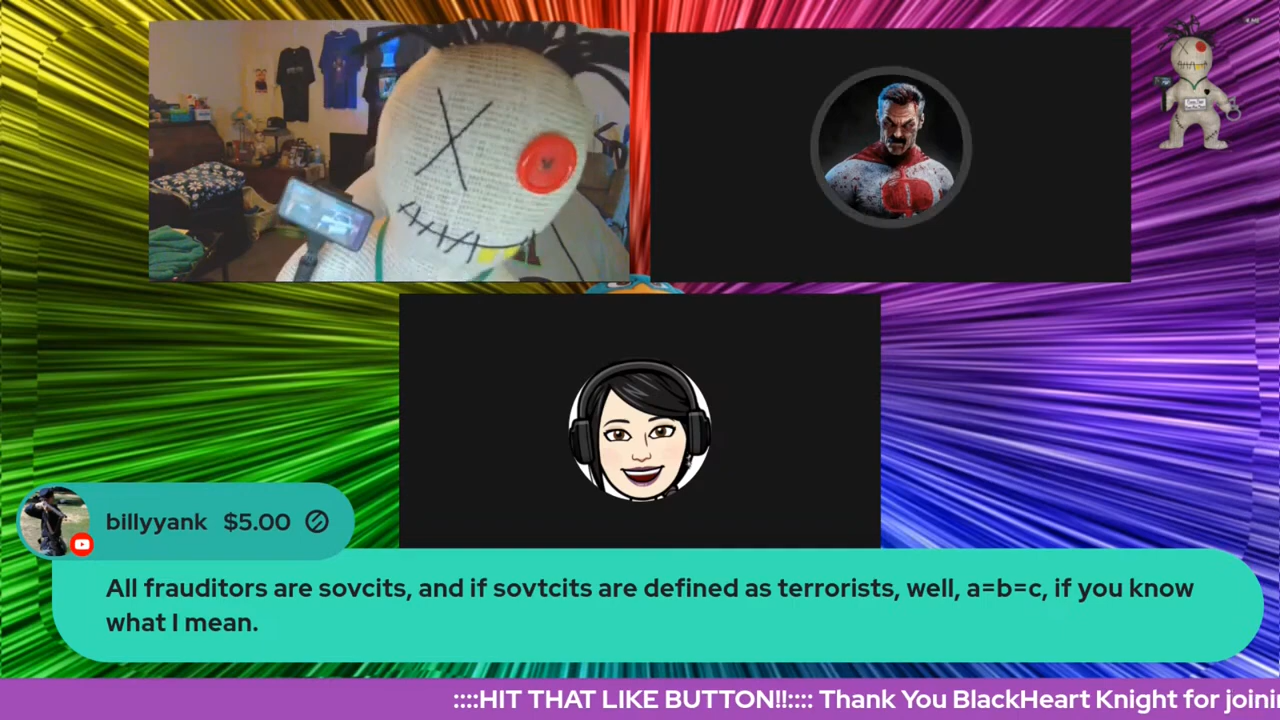 billyyank $5.00
All frauditors are sovcits, and if sovtcits are defined as terrorists, well, a=b=c, if you know
what I mean.
::::HIT THAT LIKE BUTTON!!:::: Thank You BlackHeart Knight for joini